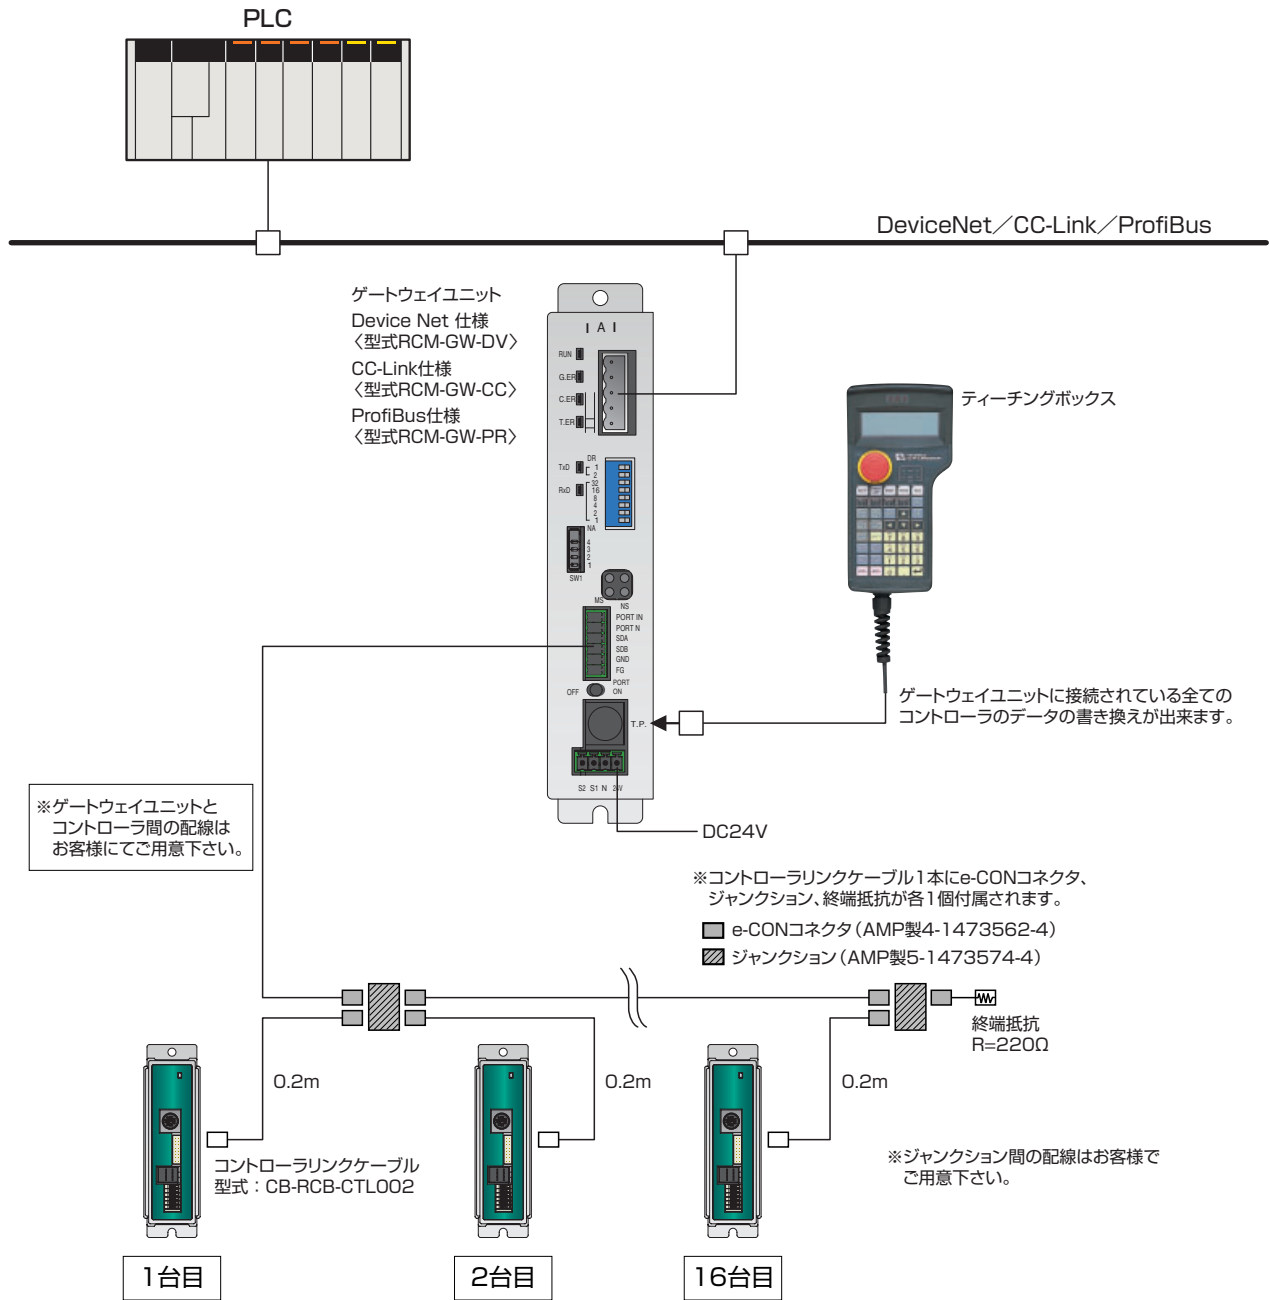 PLC
DeviceNet／CC-Link／ProfiBus
ゲートウェイユニット
Device Net 仕様
〈型式RCM-GW-DV〉
CC-Link仕様
〈型式RCM-GW-CC〉
ProfiBus仕様
〈型式RCM-GW-PR〉
I A I
RUN
G.ER
C.ER
T.ER
DR
TxD
1
2
RxD
32
16
8
4
2
1
NA
4
3
2
1
SW1
MS
NS
PORT IN
PORT N
SDA
SDB
GND
FG
PORT
OFF
ON
T.P.
S2 S1 N 24V
DC24V
ティーチングボックス
ゲートウェイユニットに接続されている全ての
コントローラのデータの書き換えが出来ます。
※ゲートウェイユニットと
コントローラ間の配線は
お客様にてご用意下さい。
※コントローラリンクケーブル1本にe-CONコネクタ、
ジャンクション、終端抵抗が各1個付属されます。
e-CONコネクタ（AMP製4-1473562-4）
ジャンクション（AMP製5-1473574-4）
終端抵抗
R=220Ω
0.2m
0.2m
0.2m
コントローラリンクケーブル
型式：CB-RCB-CTL002
※ジャンクション間の配線はお客様で
ご用意下さい。
1台目
2台目
16台目